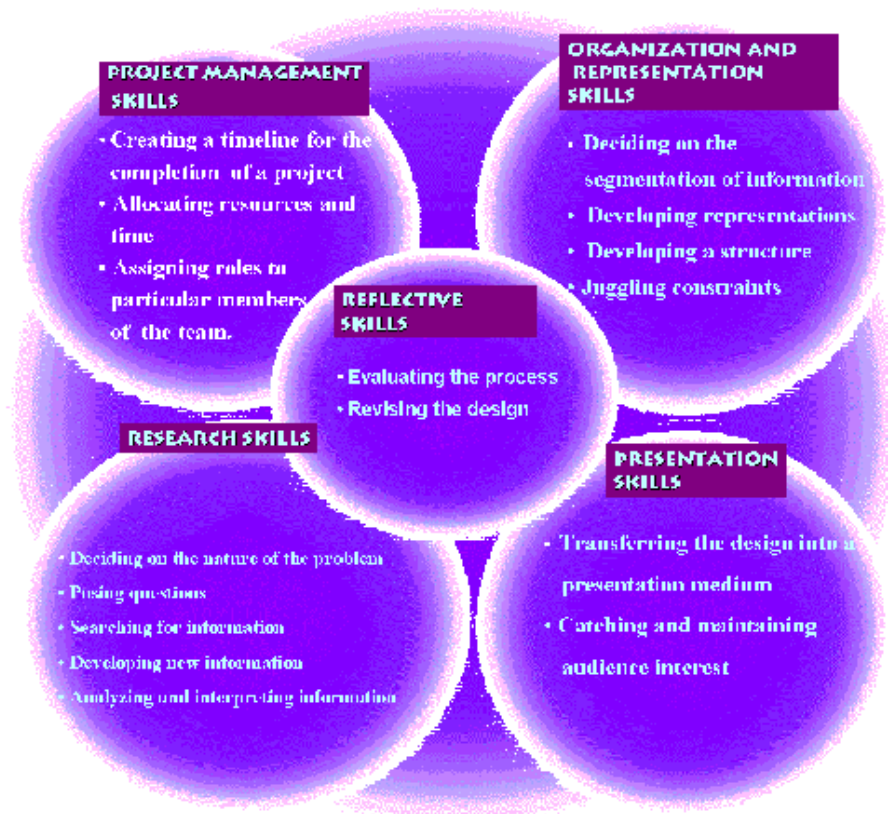 PROJECT MANAGEMENT
SKILLS
• Creating a timeline for the
completion of a project
• Allocating resources and
time
• Assigning roles to
particular members
of the team.
ORGANIZATION AND
REPRESENTATION
SKILLS
• Deciding on the
segmentation of information
• Developing representations
• Developing a structure
• Juggling constraints
REFLECTIVE
SKILLS
• Evaluating the process
• Revising the design
RESEARCH SKILLS
• Deciding on the nature of the problem
• Posing questions
• Searching for information
• Developing new information
• Analyzing and interpreting information
PRESENTATION
SKILLS
• Transferring the design into a
presentation medium
• Catching and maintaining
audience interest